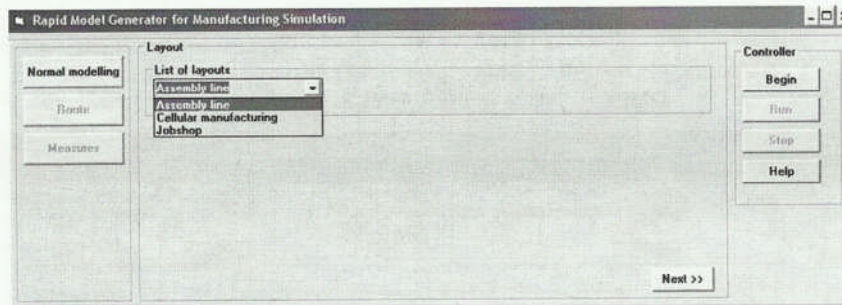 Rapid Model Generator for Manufacturing Simulation
Normal modelling
Route
Measures
Layout
List of layouts
Assembly line
Assembly line
Cellular manufacturing
Jobshop
Next >>
Controller
Begin
Run
Stop
Help